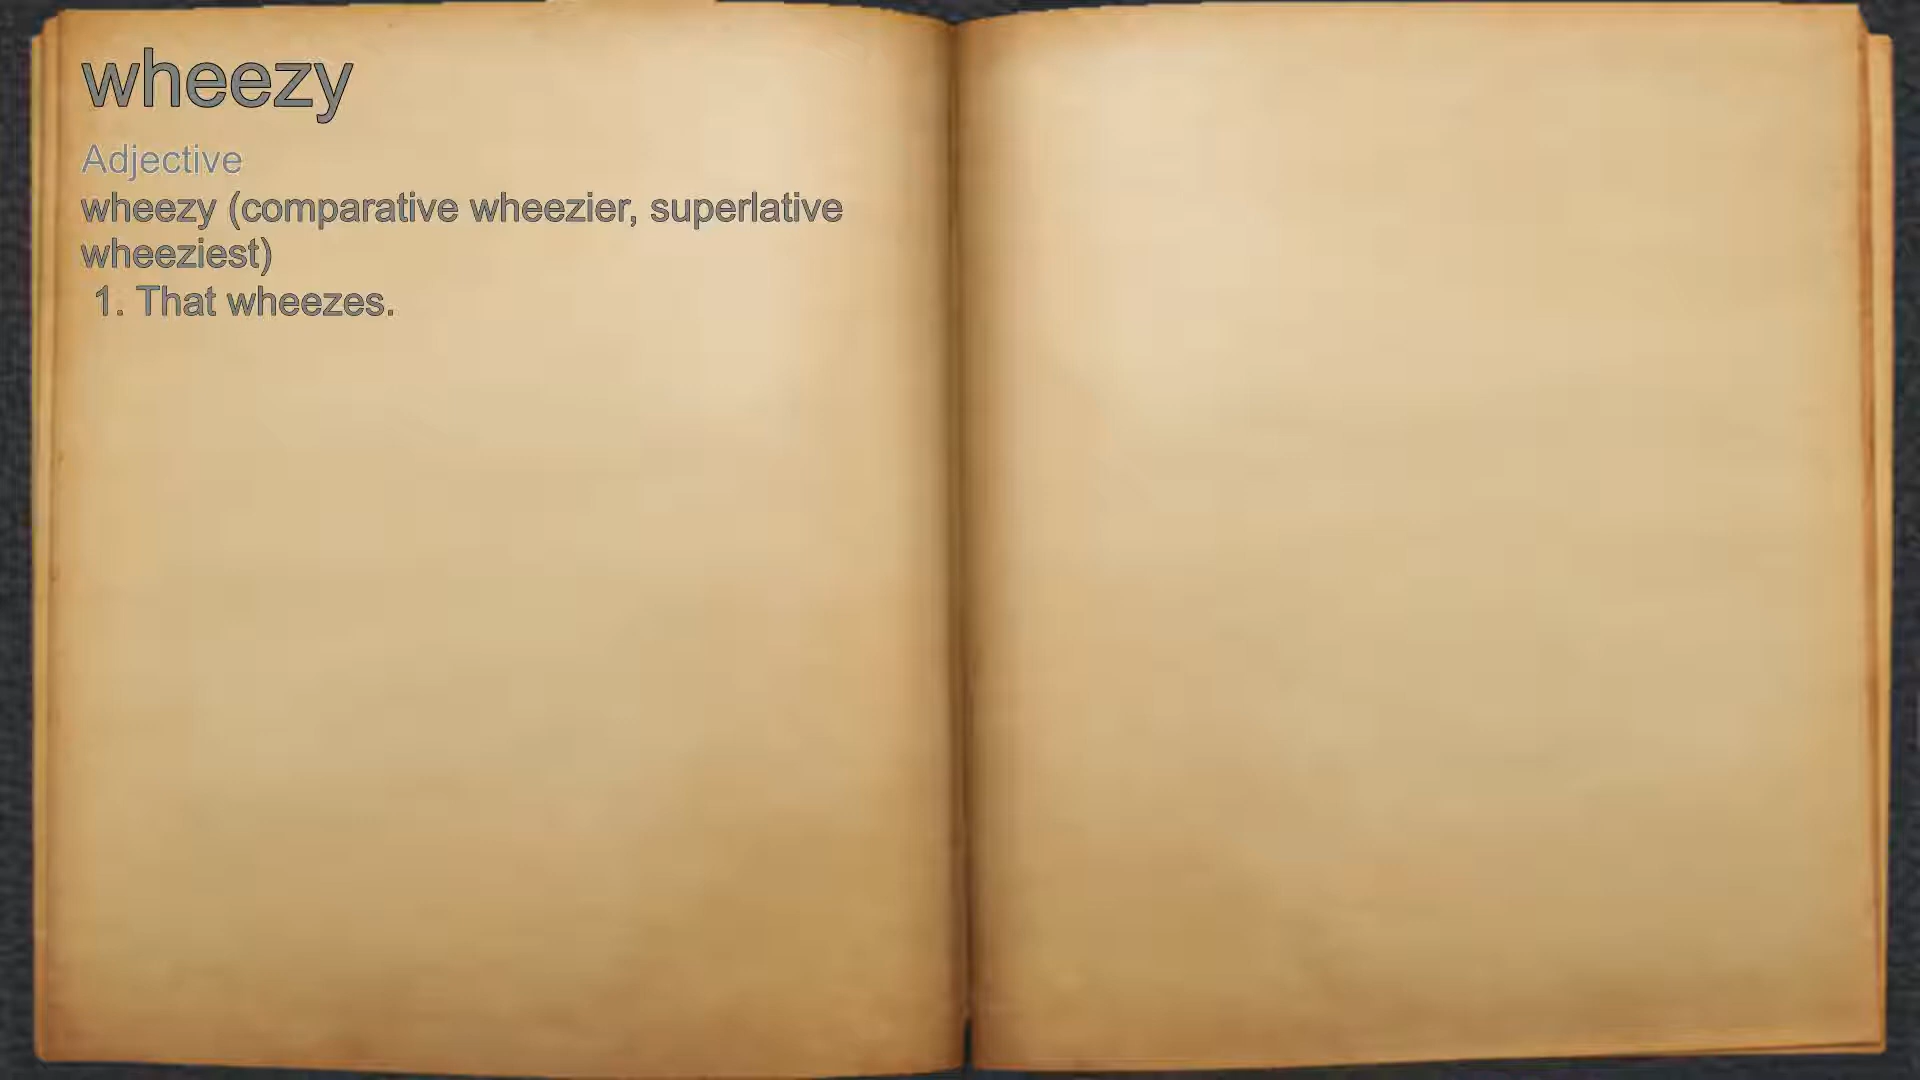 wheezy
Adjective
wheezy (comparative wheezier, superlative
wheeziest)
1. That wheezes.